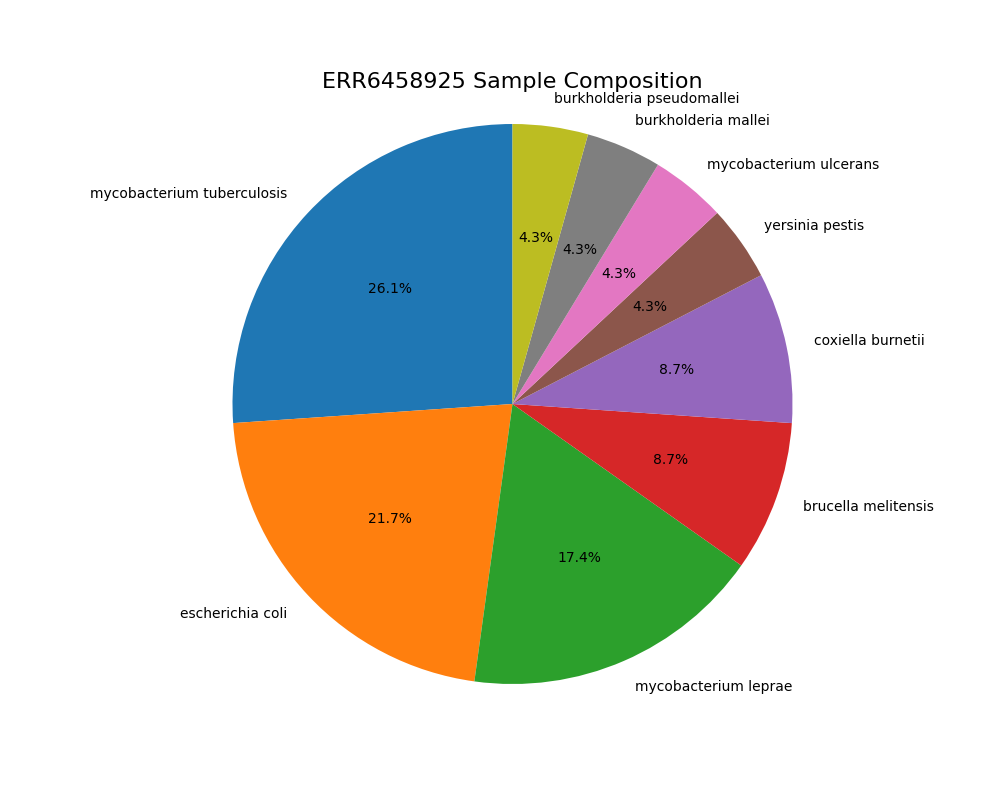 ERR6458925 Sample Composition
burkholderia pseudomallei
burkholderia mallei
mycobacterium ulcerans
mycobacterium tuberculosis
yersinia pestis
4.3%
4.3%
4.3%
26.1%
4.3%
coxiella burnetii
8.7%
8.7%
brucella melitensis
21.7%
17.4%
escherichia coli
mycobacterium leprae